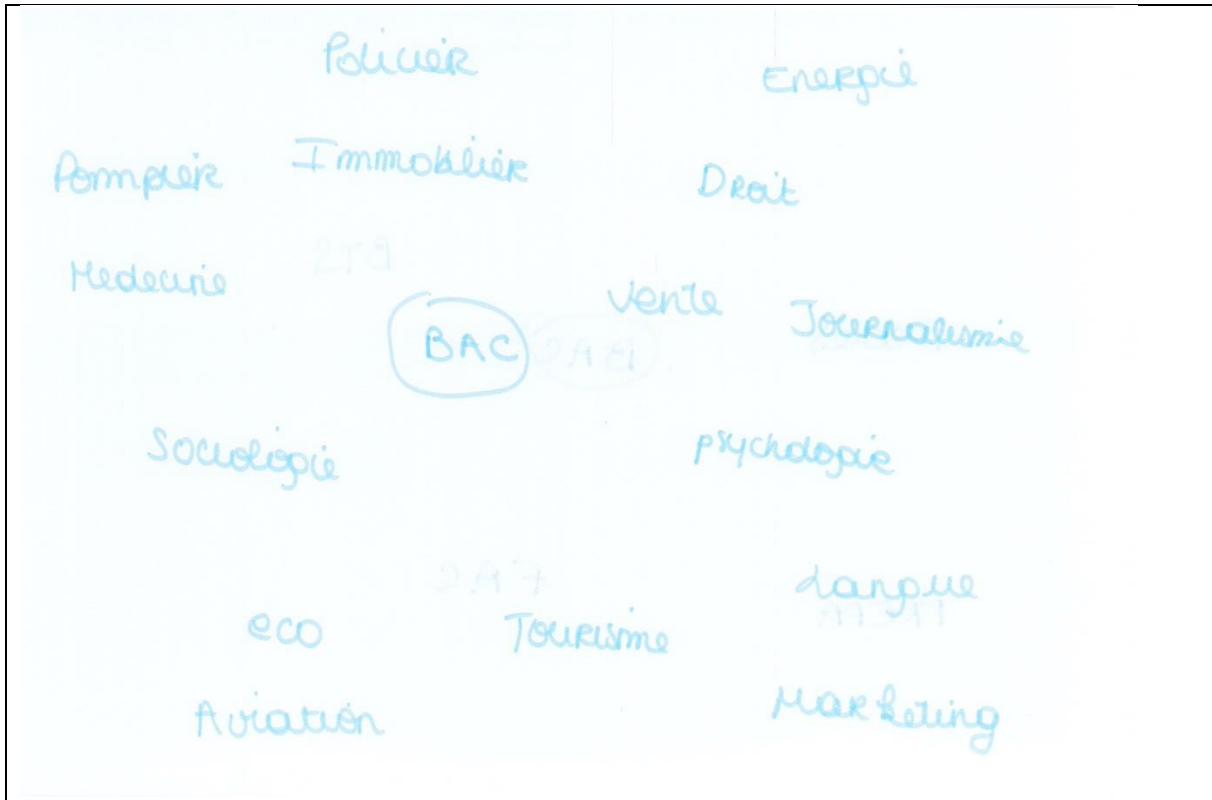 Policier
Energie
Immobilier
Pompier
Droit
Medecine
Vente
Journalisme
BAC
Sociologie
psychologie
Langue
eco
Tourisme
Aviation
Marketing